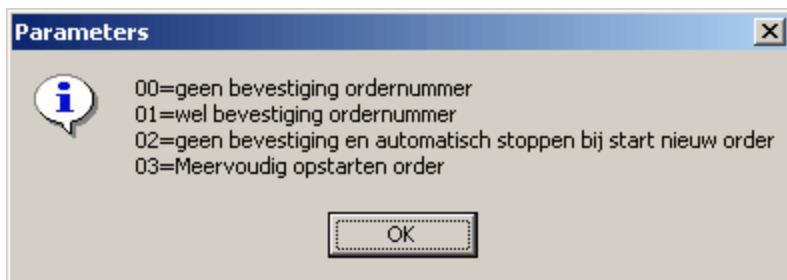 Parameters
00=geen bevestiging ordernummer
01=wel bevestiging ordernummer
02=geen bevestiging en automatisch stoppen bij start nieuw order
03=Meervoudig opstarten order
OK